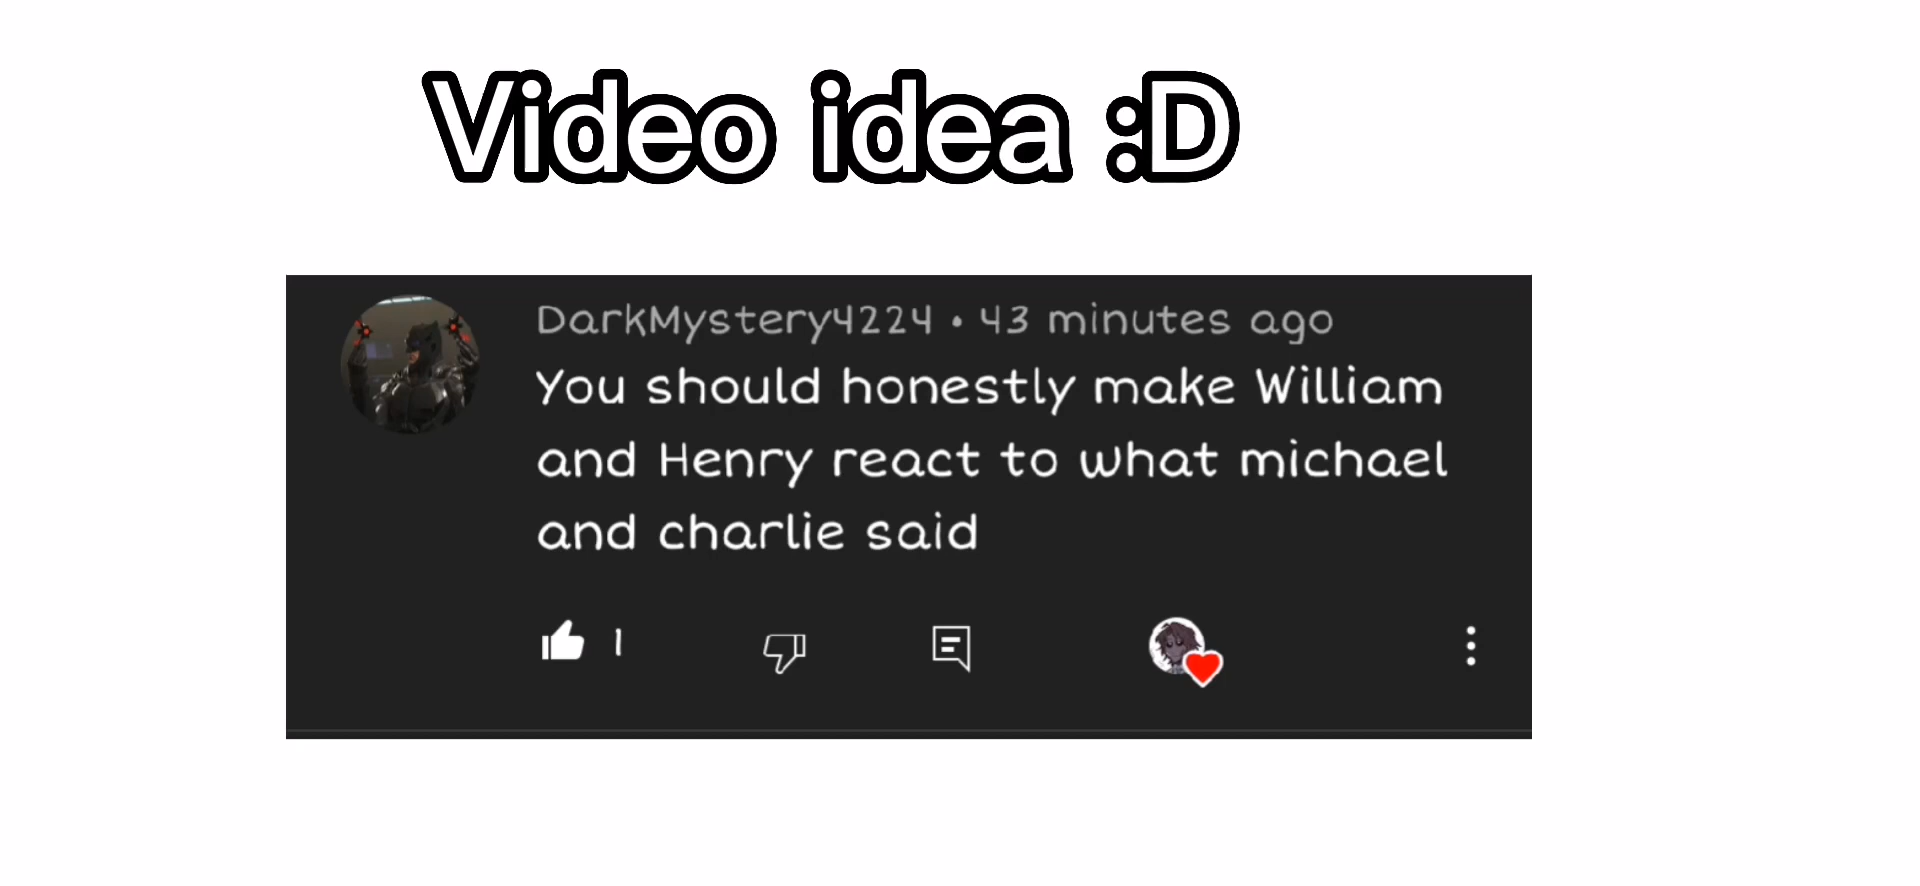 Video idea :D
DarkMystery4224 • 43 minutes ago
You should honestly make William
and Henry react to what michael
and charlie said
1